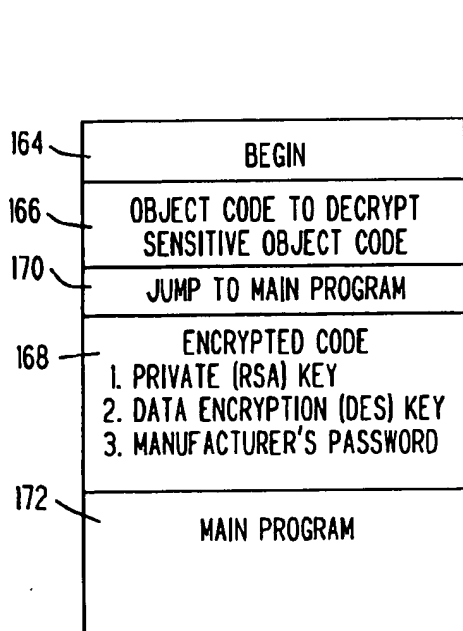 164
BEGIN
166
OBJECT CODE TO DECRYPT
SENSITIVE OBJECT CODE
170
JUMP TO MAIN PROGRAM
168
ENCRYPTED CODE
1. PRIVATE (RSA) KEY
2. DATA ENCRYPTION (DES) KEY
3. MANUFACTURER'S PASSWORD
172
MAIN PROGRAM